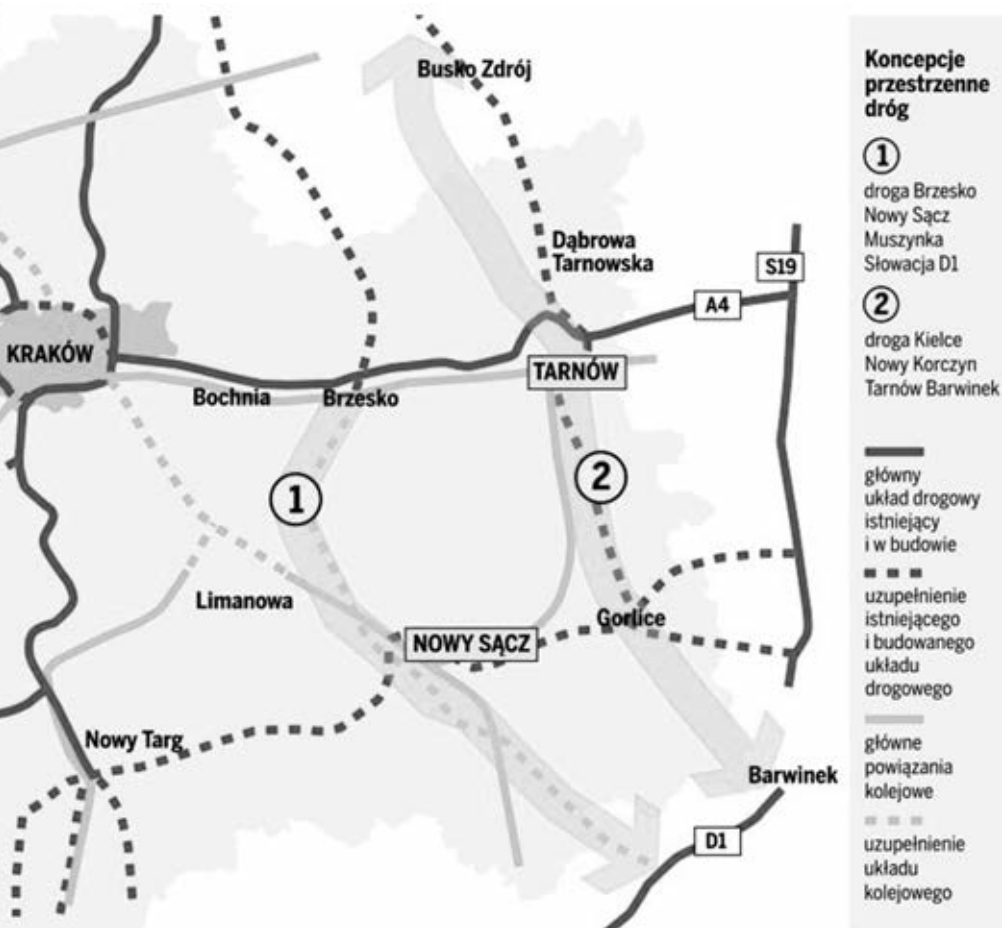 Busko Zdrój
Dąbrowa
Tarnowska
S19
A4
KRAKÓW
TARNÓW
Bochnia
Brzesko
1
2
Limanowa
Gorlice
NOWY SĄCZ
Nowy Targ
Barwinek
D1
Koncepcje
przestrzenne
dróg
1
droga Brzesko
Nowy Sącz
Muszynka
Słowacja D1
2
droga Kielce
Nowy Korczyn
Tarnów Barwinek
główny
układ drogowy
istniejący
i w budowie
uzupełnienie
istniejącego
i budowanego
układu
drogowego
główne
powiązania
kolejowe
uzupełnienie
układu
kolejowego